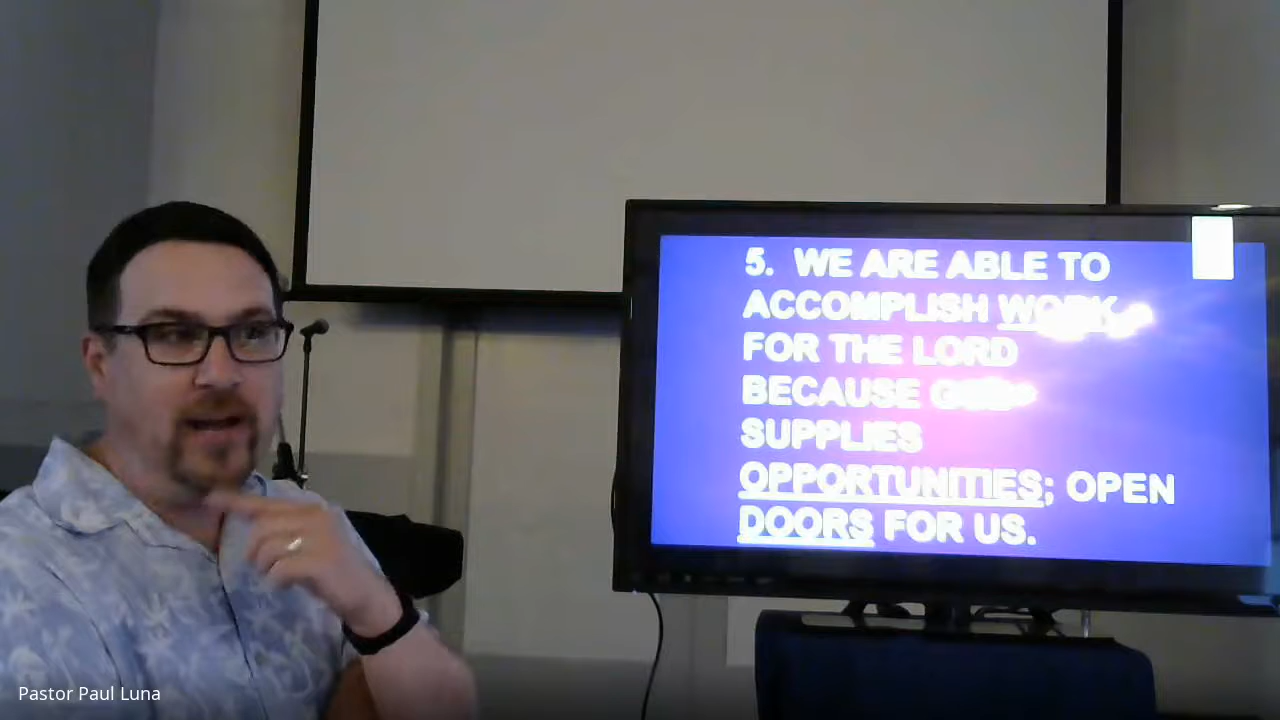 5. WE ARE ABLE TO
ACCOMPLISH WORK
FOR THE LORD
BECAUSE
SUPPLIES
OPPORTUNITIES; OPEN
DOORS FOR US.
Pastor Paul Luna